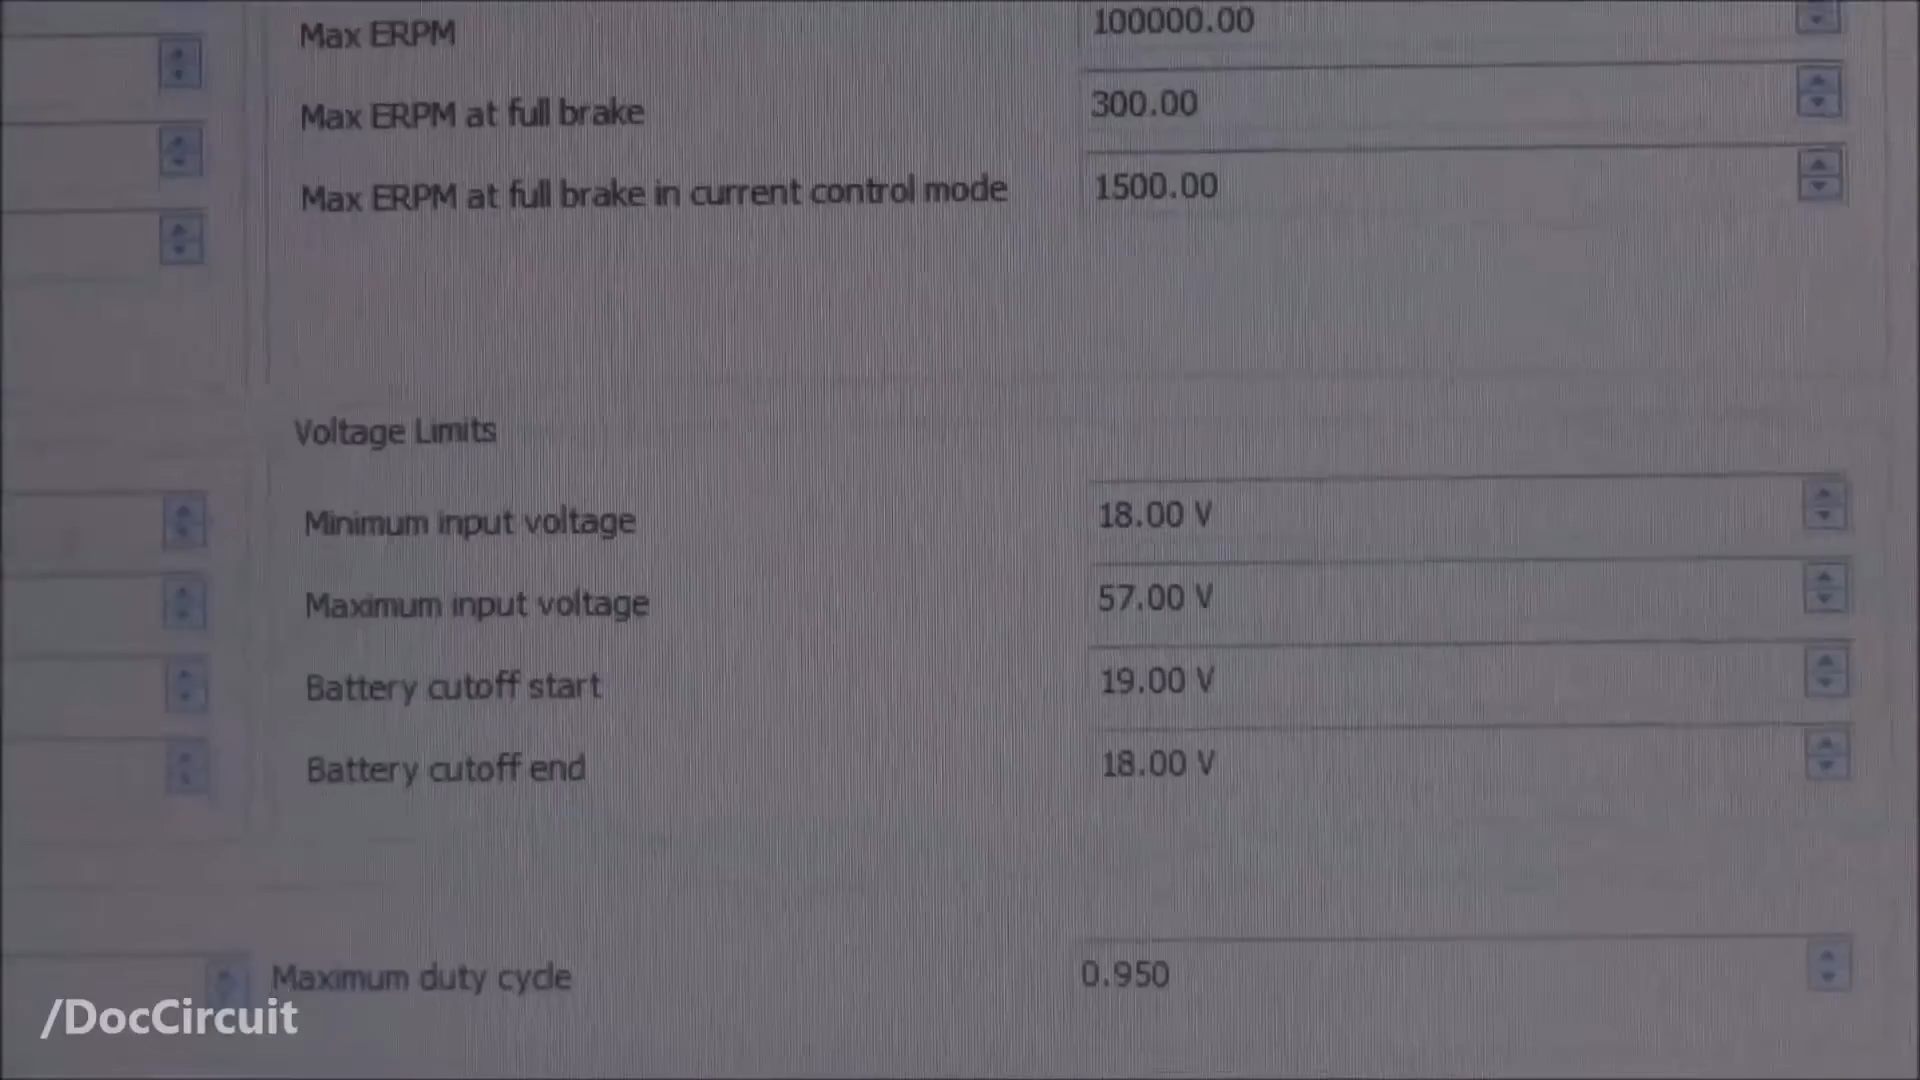 Max ERPM 100000.00
Max ERPM at full brake 300.00
Max ERPM at full brake in current control mode 1500.00
Voltage Limits
Minimum input voltage 18.00 V
Maximum input voltage 57.00 V
Battery cutoff start 19.00 V
Battery cutoff end 18.00 V
Maximum duty cycle 0.950
/DocCircuit